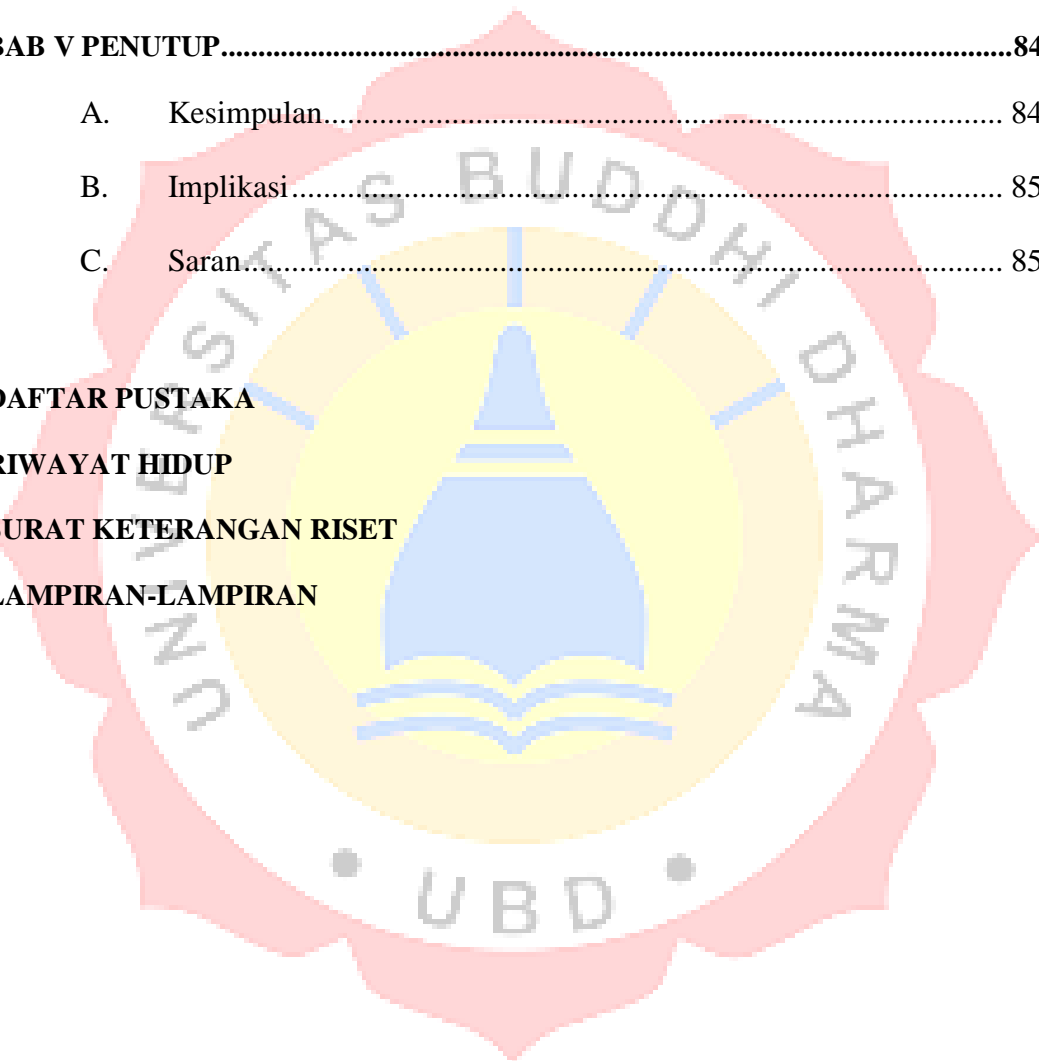 BAB V PENUTUP.......................................................................................84
A. Kesimpulan................................................................................... 84
B. Implikasi....................................................................................... 85
C. Saran............................................................................................. 85
DAFTAR PUSTAKA
RIWAYAT HIDUP
SURAT KETERANGAN RISET
LAMPIRAN-LAMPIRAN
UNIVERSITAS BUDDHI DHARMA
• UBD •